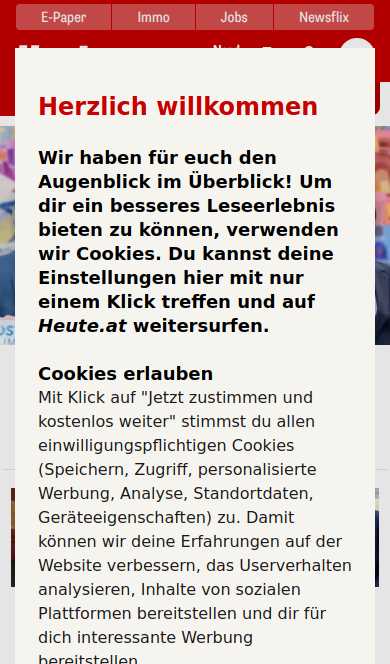 E-Paper
Immo
Jobs
Newsflix
Herzlich willkommen
Wir haben für euch den
Augenblick im Überblick! Um
dir ein besseres Leseerlebnis
bieten zu können, verwenden
wir Cookies. Du kannst deine
Einstellungen hier mit nur
einem Klick treffen und auf
Heute.at weitersurfen.
Cookies erlauben
Mit Klick auf "Jetzt zustimmen und
kostenlos weiter" stimmst du allen
einwilligungspflichtigen Cookies
(Speichern, Zugriff, personalisierte
Werbung, Analyse, Standortdaten,
Geräteeigenschaften) zu. Damit
können wir deine Erfahrungen auf der
Website verbessern, das Userverhalten
analysieren, Inhalte von sozialen
Plattformen bereitstellen und dir für
dich interessante Werbung
bereitstellen